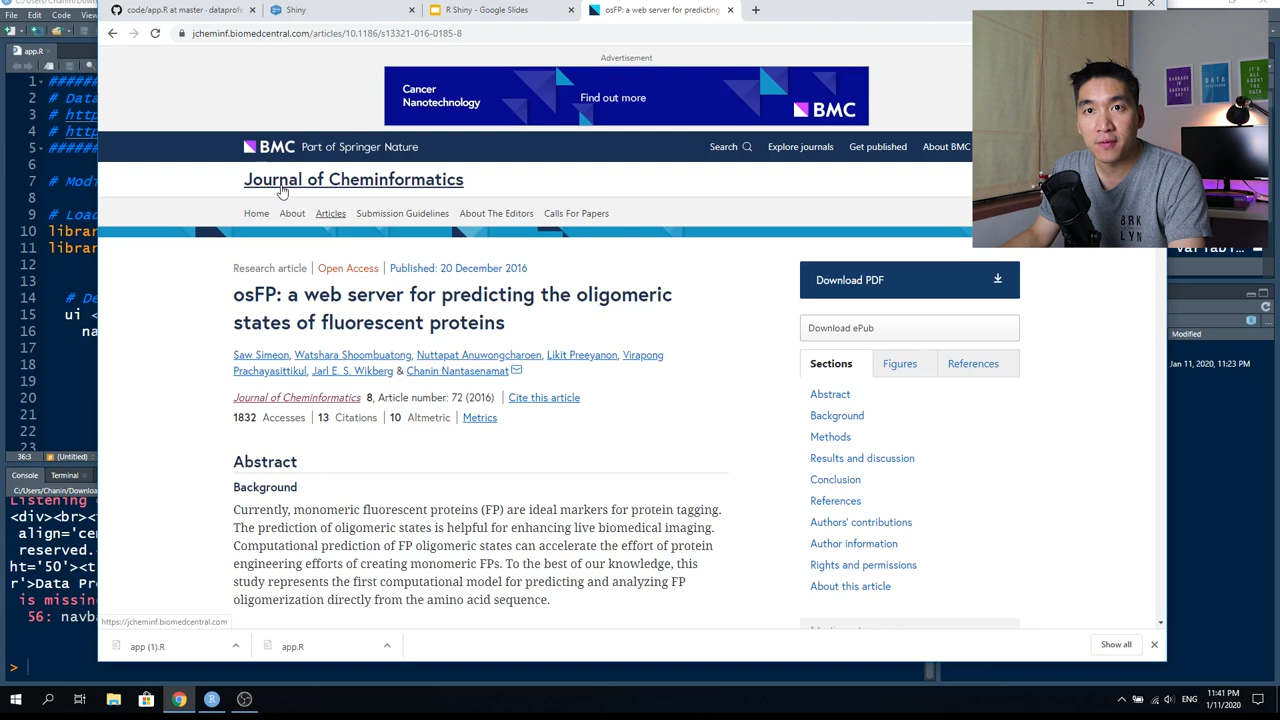 code/app.R at master · dataprof
Shiny
R Shiny - Google Slides
osFP: a web server for predicting
jcheminf.biomedcentral.com/articles/10.1186/s13321-016-0185-8
File Edit
app.R
Advertisement
Cancer
Nanotechnology
Find out more
BMC
BMC Part of Springer Nature
Search
Explore journals
Get published
About BMC
Journal of Cheminformatics
Home
About
Articles
Submission Guidelines
About The Editors
Calls For Papers
Research article
Open Access
Published: 20 December 2016
osFP: a web server for predicting the oligomeric
states of fluorescent proteins
Saw Simeon, Watshara Shoombuatong, Nuttapat Anuwongcharoen, Likit Preeyanon, Virapong
Prachayasittikul, Jarl E. S. Wikberg & Chanin Nantasenamat
Journal of Cheminformatics 8, Article number: 72 (2016) | Cite this article
1832 Accesses | 13 Citations | 10 Altmetric | Metrics
Abstract
Background
Currently, monomeric fluorescent proteins (FP) are ideal markers for protein tagging.
The prediction of oligomeric states is helpful for enhancing live biomedical imaging.
Computational prediction of FP oligomeric states can accelerate the effort of protein
engineering efforts of creating monomeric FPs. To the best of our knowledge, this
study represents the first computational model for predicting and analyzing FP
oligomerization directly from the amino acid sequence.
Download PDF
Download ePub
Sections
Figures
References
Abstract
Background
Methods
Results and discussion
Conclusion
References
Authors' contributions
Author information
Rights and permissions
About this article
https://jcheminf.biomedcentral.com
app (1).R
app.R
Show all
1 #######
2 # Data
3 # http
4 # http
5 #######
6
7 # Modi
8
9 # Load
10 libra
11 libra
12
13
14 # De
15 ui <
16 na
17
18
19
20
21
22
23
36:3
(Untitled)
Console
Terminal
C:/Users/Chanin/Downloa
Listening
<div><br><
align='ce
reserved.
ht='50'><t
r'>Data Pr
is missin
56: navba
>
BRK
LYN
Modified
Jan 11, 2020, 11:23 PM
ENG
11:41 PM
1/11/2020